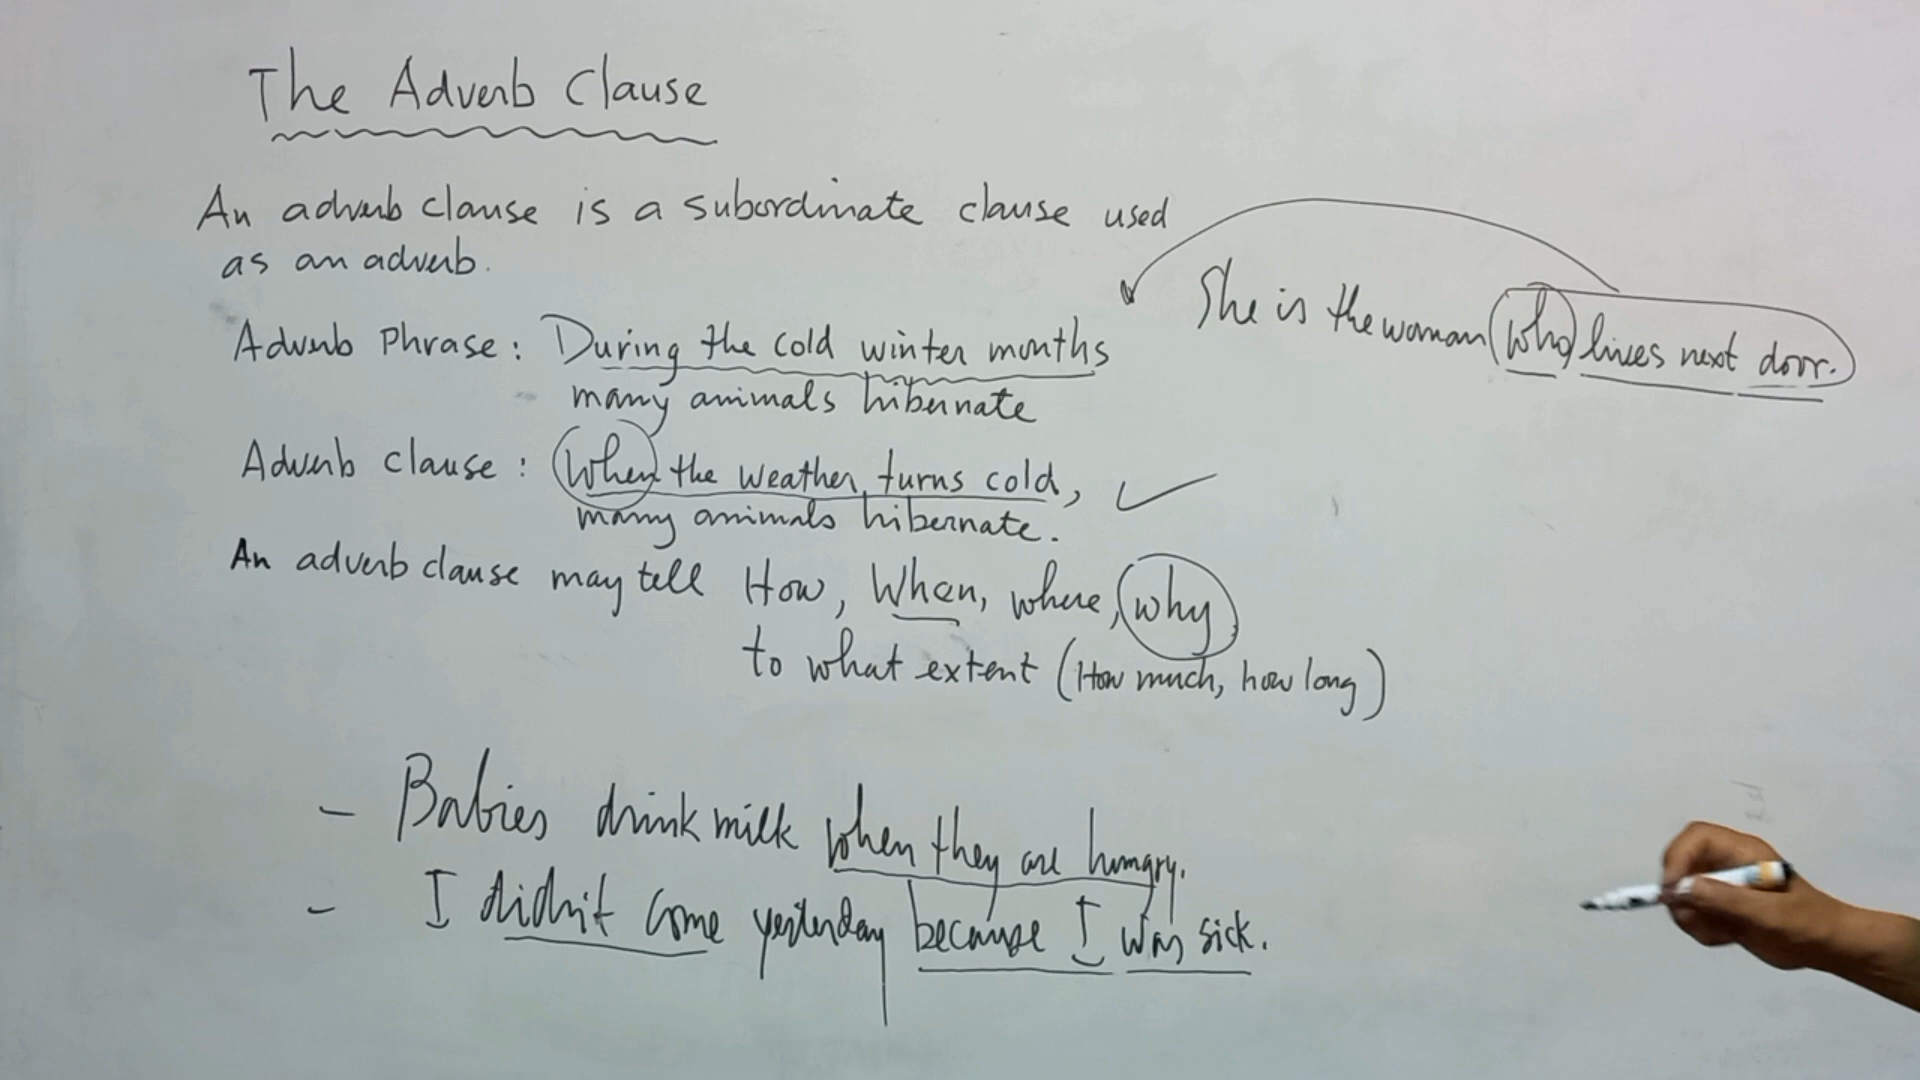 The Adverb Clause
An adverb clause is a subordinate clause used
as an adverb.
She is the woman who lives next door.
Adverb Phrase: During the cold winter months
many animals hibernate
Adverb clause: When the weather turns cold,
many animals hibernate.
An adverb clause may tell How, When, where, why
to what extent (How much, how long)
- Babies drink milk when they are hungry.
- I didn't come yesterday because I was sick.